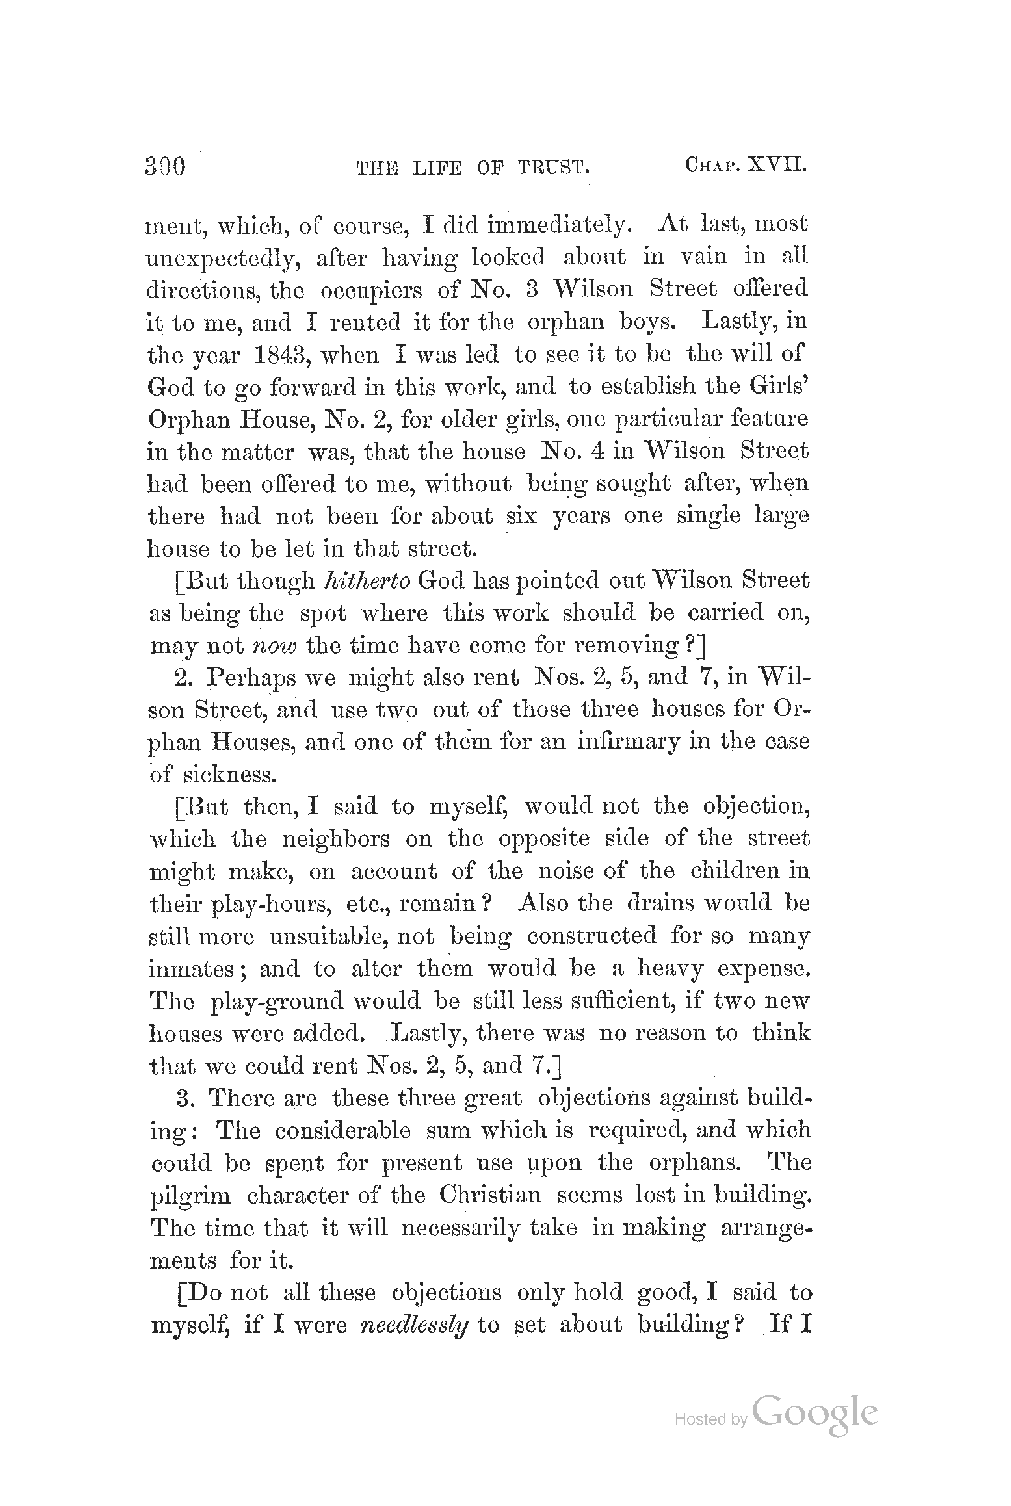 300 THE LIFE OF TRUST. CHAP. XVII.
ment, which, of course, I did immediately. At last, most
unexpectedly, after having looked about in vain in all
directions, the occupiers of No. 3 Wilson Street offered
it to me, and I rented it for the orphan boys. Lastly, in
the year 1843, when I was led to see it to be the will of
God to go forward in this work, and to establish the Girls'
Orphan House, No. 2, for older girls, one particular feature
in the matter was, that the house No. 4 in Wilson Street
had been offered to me, without being sought after, when
there had not been for about six years one single large
house to be let in that street.
[But though hitherto God has pointed out Wilson Street
as being the spot where this work should be carried on,
may not now the time have come for removing?]
2. Perhaps we might also rent Nos. 2, 5, and 7, in Wil-
son Street, and use two out of those three houses for Or-
phan Houses, and one of them for an infirmary in the case
of sickness.
[But then, I said to myself, would not the objection,
which the neighbors on the opposite side of the street
might make, on account of the noise of the children in
their play-hours, etc., remain? Also the drains would be
still more unsuitable, not being constructed for so many
inmates; and to alter them would be a heavy expense.
The play-ground would be still less sufficient, if two new
houses were added. Lastly, there was no reason to think
that we could rent Nos. 2, 5, and 7.]
3. There are these three great objections against build-
ing: The considerable sum which is required, and which
could be spent for present use upon the orphans. The
pilgrim character of the Christian seems lost in building.
The time that it will necessarily take in making arrange-
ments for it.
[Do not all these objections only hold good, I said to
myself, if I were needlessly to set about building? If I
Hosted by Google